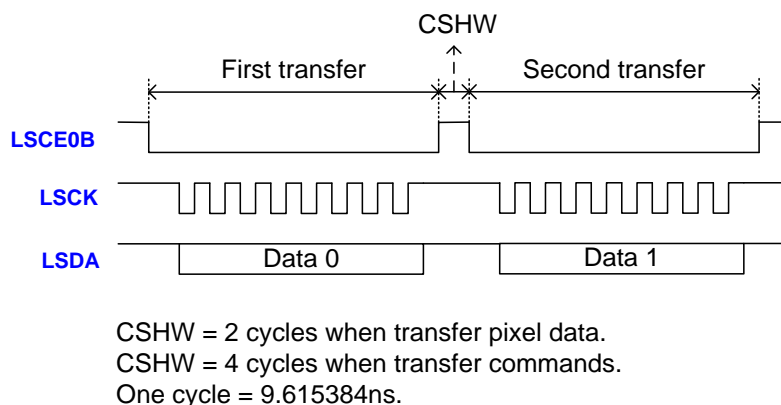 CSHW
First transfer
Second transfer
LSCE0B
LSCK
LSDA
Data 0
Data 1
CSHW = 2 cycles when transfer pixel data.
CSHW = 4 cycles when transfer commands.
One cycle = 9.615384ns.